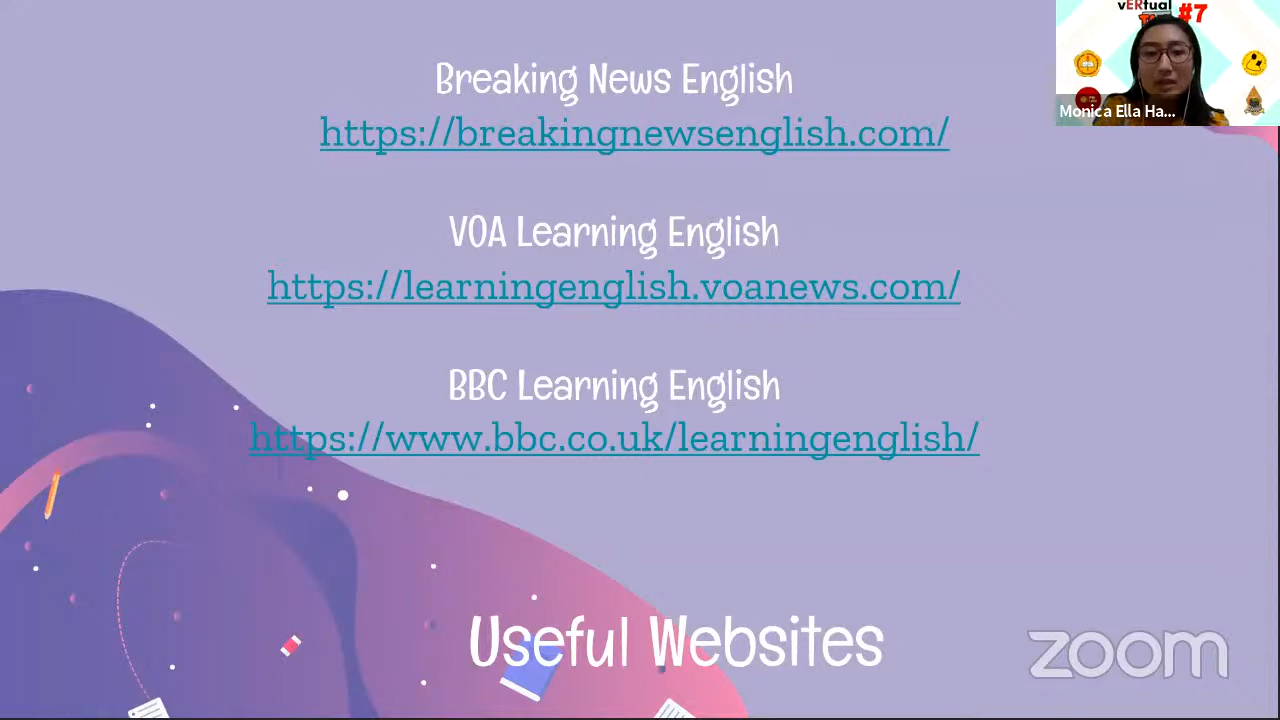 Breaking News English
https://breakingnewsenglish.com/
VOA Learning English
https://learningenglish.voanews.com/
BBC Learning English
https://www.bbc.co.uk/learningenglish/
Useful Websites
zoom
vERtual
#7
Monica Ella Ha...